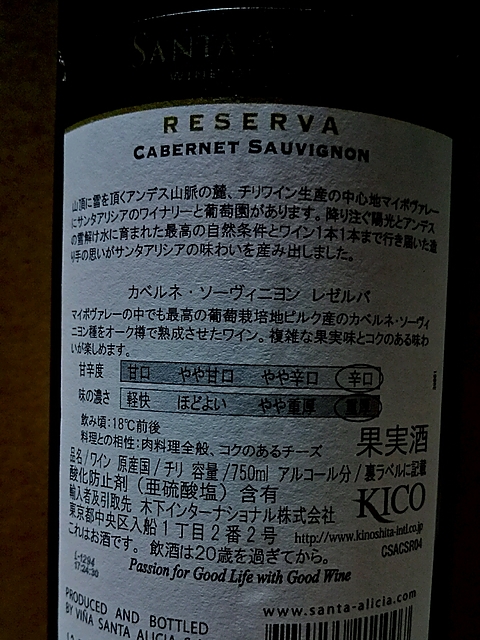 SANTA
RESERVA
CABERNET SAUVIGNON
山頂に雪を頂くアンデス山脈の麓、チリワイン生産の中心地マイポヴァレー
にサンタアリシアのワイナリーと葡萄園があります。降り注ぐ陽光とアンデス
の雪解け水に育まれた最高の自然条件とワイン1本1本まで行き届いた造
り手の思いがサンタアリシアの味わいを産み出しました。
カベルネ・ソーヴィニヨン レゼルバ
マイポヴァレーの中でも最高の葡萄栽培地ピルク産のカベルネ・ソーヴィ
ニヨン種をオーク樽で熟成させたワイン。複雑な果実味とコクのある味わ
いが楽しめます。
甘辛度 甘口 やや甘口 やや辛口 辛口
味の濃さ 軽快 ほどよい やや重厚 重厚
飲み頃:18℃前後
料理との相性:肉料理全般、コクのあるチーズ
果実酒
品名/ワイン 原産国/チリ 容量/750ml アルコール分/裏ラベルに記載
酸化防止剤(亜硫酸塩)含有
KICO
輸入者及引取先 木下インターナショナル株式会社
東京都中央区入船1丁目2番2号 http://www.kinoshita-intl.co.jp
これはお酒です。飲酒は20歳を過ぎてから。 CSACSR04
L-1294
17:24:30
Passion for Good Life with Good Wine
PRODUCED AND BOTTLED
BY VIÑA SANTA ALICIA
www.santa-alicia.com